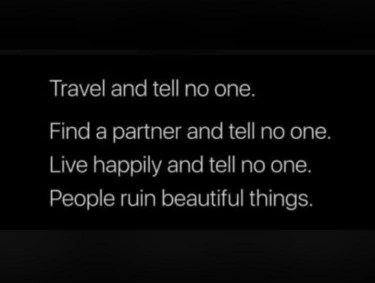 Travel and tell no one.
Find a partner and tell no one.
Live happily and tell no one.
People ruin beautiful things.